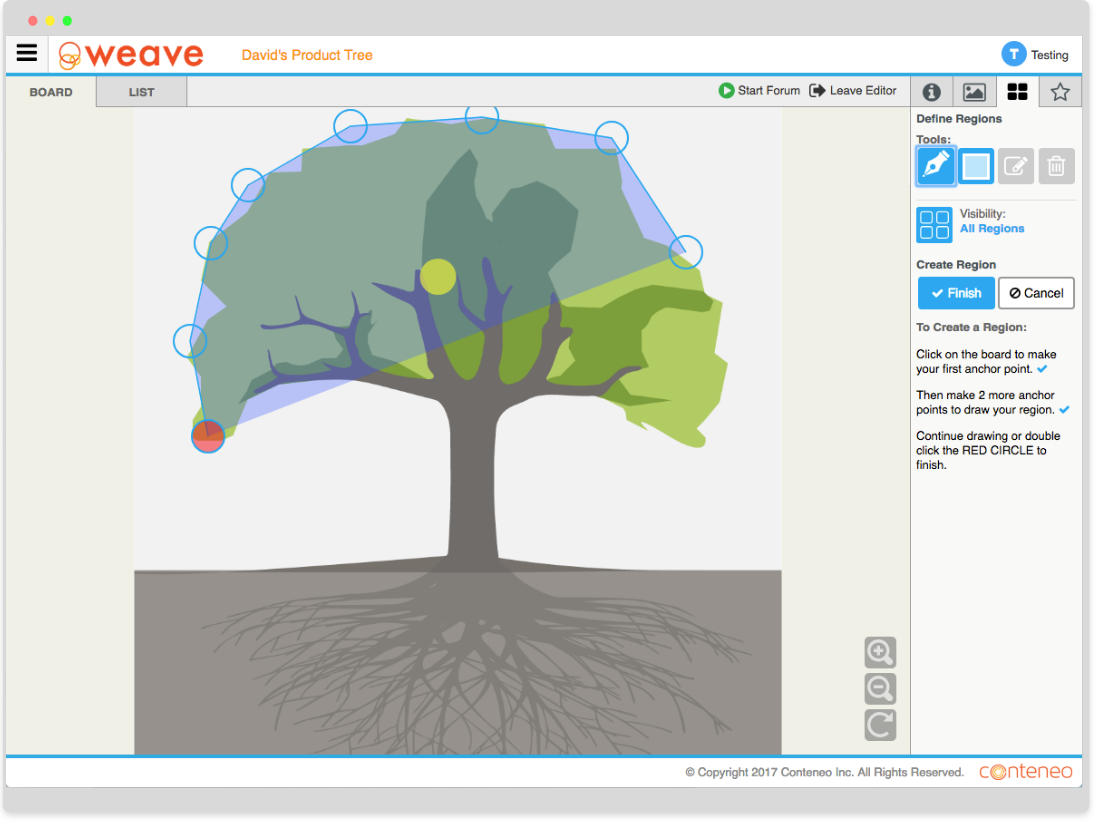 weave
David's Product Tree
T Testing
BOARD LIST
Start Forum Leave Editor
Define Regions
Tools:
Visibility:
All Regions
Create Region
Finish Cancel
To Create a Region:
Click on the board to make
your first anchor point.
Then make 2 more anchor
points to draw your region.
Continue drawing or double
click the RED CIRCLE to
finish.
© Copyright 2017 Conteneo Inc. All Rights Reserved. conteneo